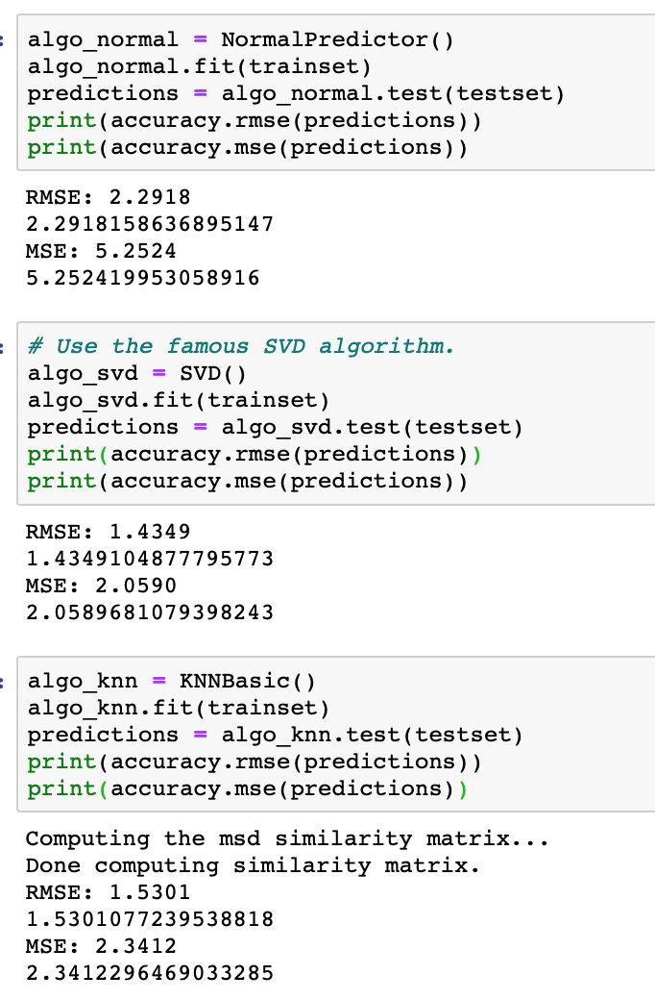 :
algo_normal = NormalPredictor()
algo_normal.fit(trainset)
predictions = algo_normal.test(testset)
print(accuracy.rmse(predictions))
print(accuracy.mse(predictions))
RMSE: 2.2918
2.2918158636895147
MSE: 5.2524
5.252419953058916
:
# Use the famous SVD algorithm.
algo_svd = SVD()
algo_svd.fit(trainset)
predictions = algo_svd.test(testset)
print(accuracy.rmse(predictions))
print(accuracy.mse(predictions))
RMSE: 1.4349
1.4349104877795773
MSE: 2.0590
2.0589681079398243
:
algo_knn = KNNBasic()
algo_knn.fit(trainset)
predictions = algo_knn.test(testset)
print(accuracy.rmse(predictions))
print(accuracy.mse(predictions))
Computing the msd similarity matrix...
Done computing similarity matrix.
RMSE: 1.5301
1.5301077239538818
MSE: 2.3412
2.3412296469033285